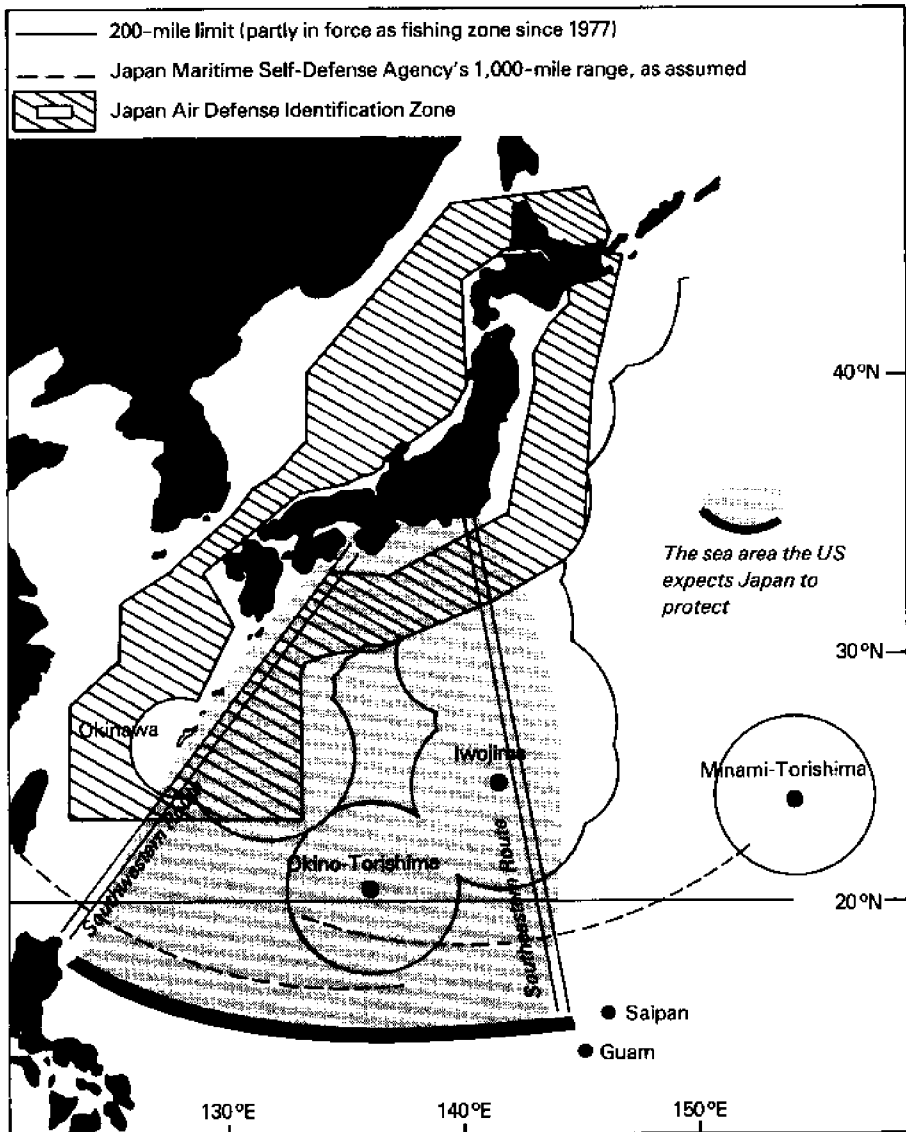 200-mile limit (partly in force as fishing zone since 1977)
Japan Maritime Self-Defense Agency's 1,000-mile range, as assumed
Japan Air Defense Identification Zone
40°N
The sea area the US
expects Japan to
protect
30°N
Okinawa
Iwojima
Minami-Torishima
Southwestern Route
Okino-Torishima
Southeastern Route
20°N
Saipan
Guam
130°E
140°E
150°E